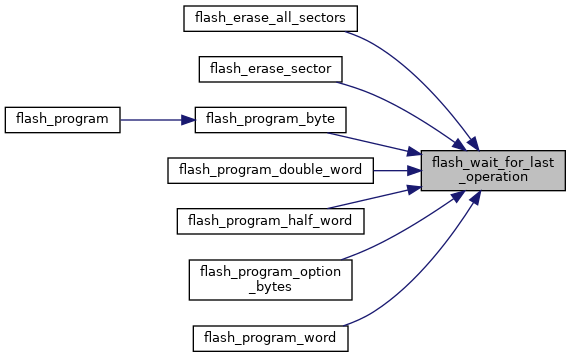 flash_erase_all_sectors
flash_erase_sector
flash_program
flash_program_byte
flash_wait_for_last
_operation
flash_program_double_word
flash_program_half_word
flash_program_option
_bytes
flash_program_word